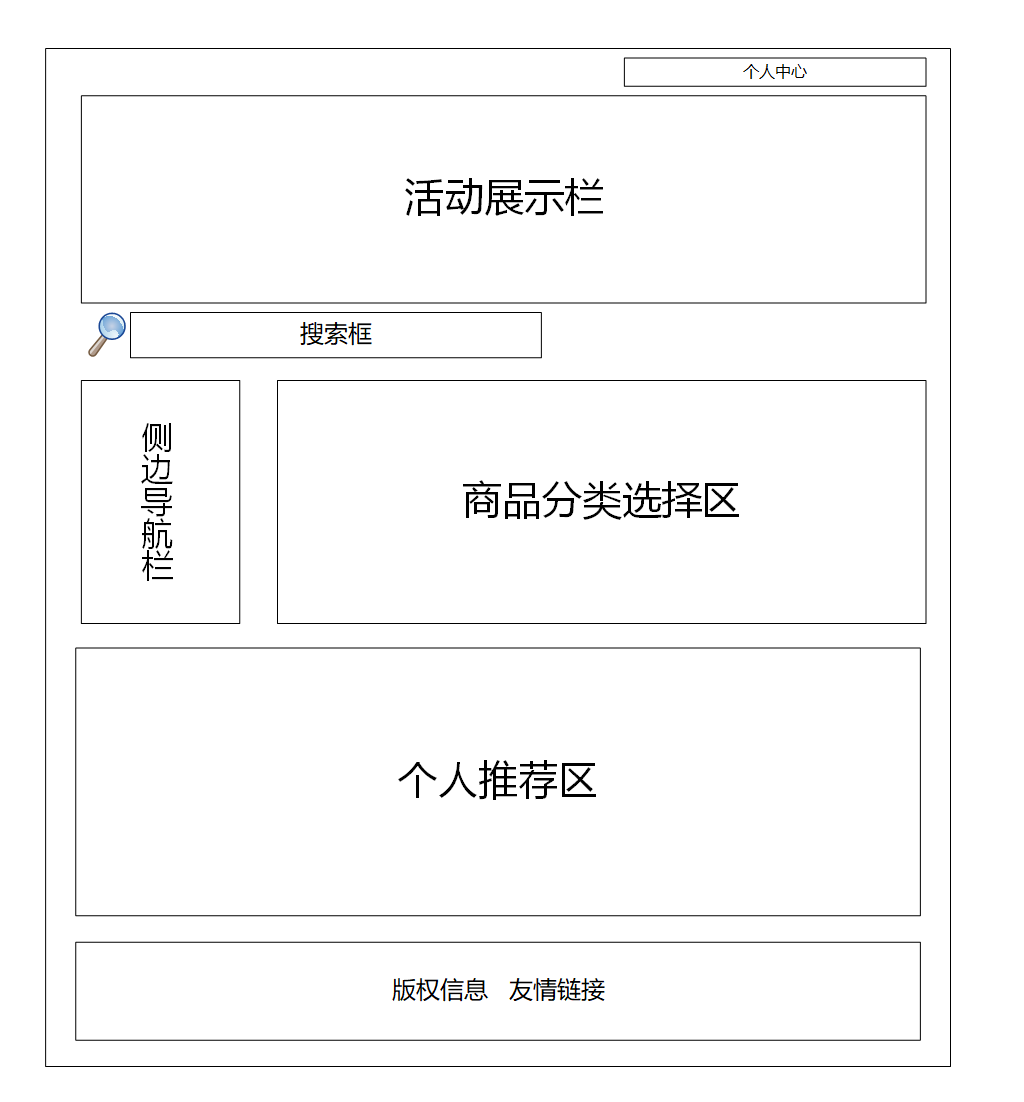 个人中心
活动展示栏
搜索框
侧边导航栏
商品分类选择区
个人推荐区
版权信息 友情链接